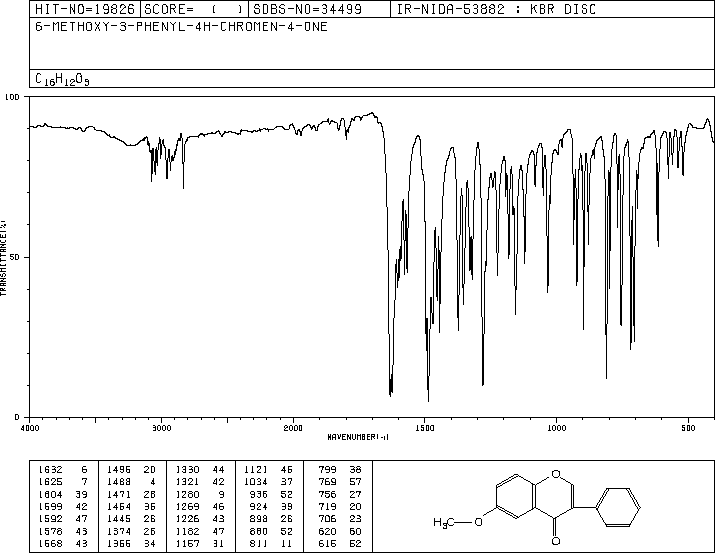 HIT-NO=19826 SCORE= ( ) SDBS-NO=34499 IR-NIDA-53882 : KBR DISC
6-METHOXY-3-PHENYL-4H-CHROMEN-4-ONE
C16H12O3
100
50
0
TRANSMITTANCE(%)
4000 3000 2000 1500 1000 500
WAVENUMBER(-1)
1632 6 1495 20 1330 44 1121 46 799 38
1625 7 1488 4 1321 42 1034 37 769 57
1604 39 1471 28 1280 9 936 52 756 27
1599 42 1454 36 1269 46 924 39 719 20
1592 47 1445 26 1226 43 898 26 706 23
1578 43 1374 26 1182 47 880 52 620 50
1568 43 1356 34 1157 31 811 11 615 52
O
H3C O
O